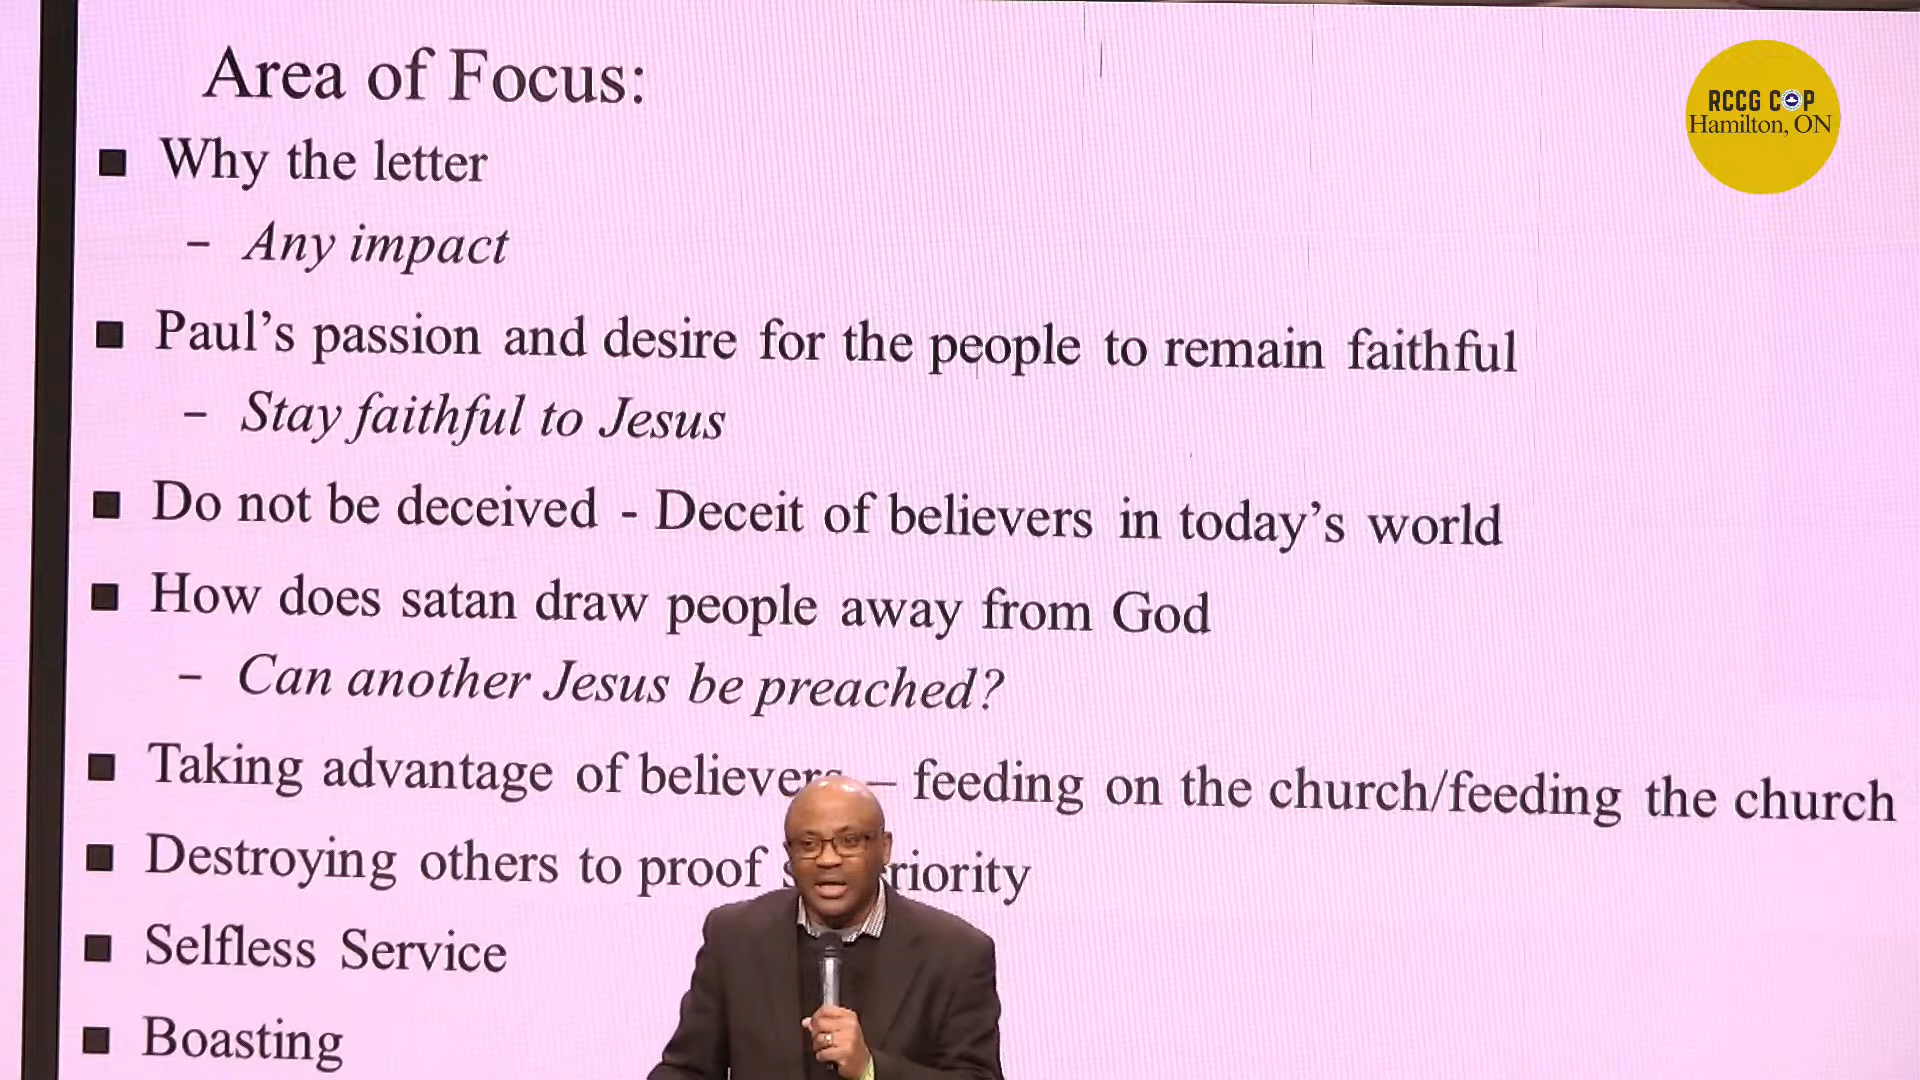 Area of Focus:
RCCG COP
Hamilton, ON
■ Why the letter
– Any impact
■ Paul’s passion and desire for the people to remain faithful
– Stay faithful to Jesus
■ Do not be deceived - Deceit of believers in today’s world
■ How does satan draw people away from God
– Can another Jesus be preached?
■ Taking advantage of believers – feeding on the church/feeding the church
■ Destroying others to proof
■ Selfless Service
■ Boasting